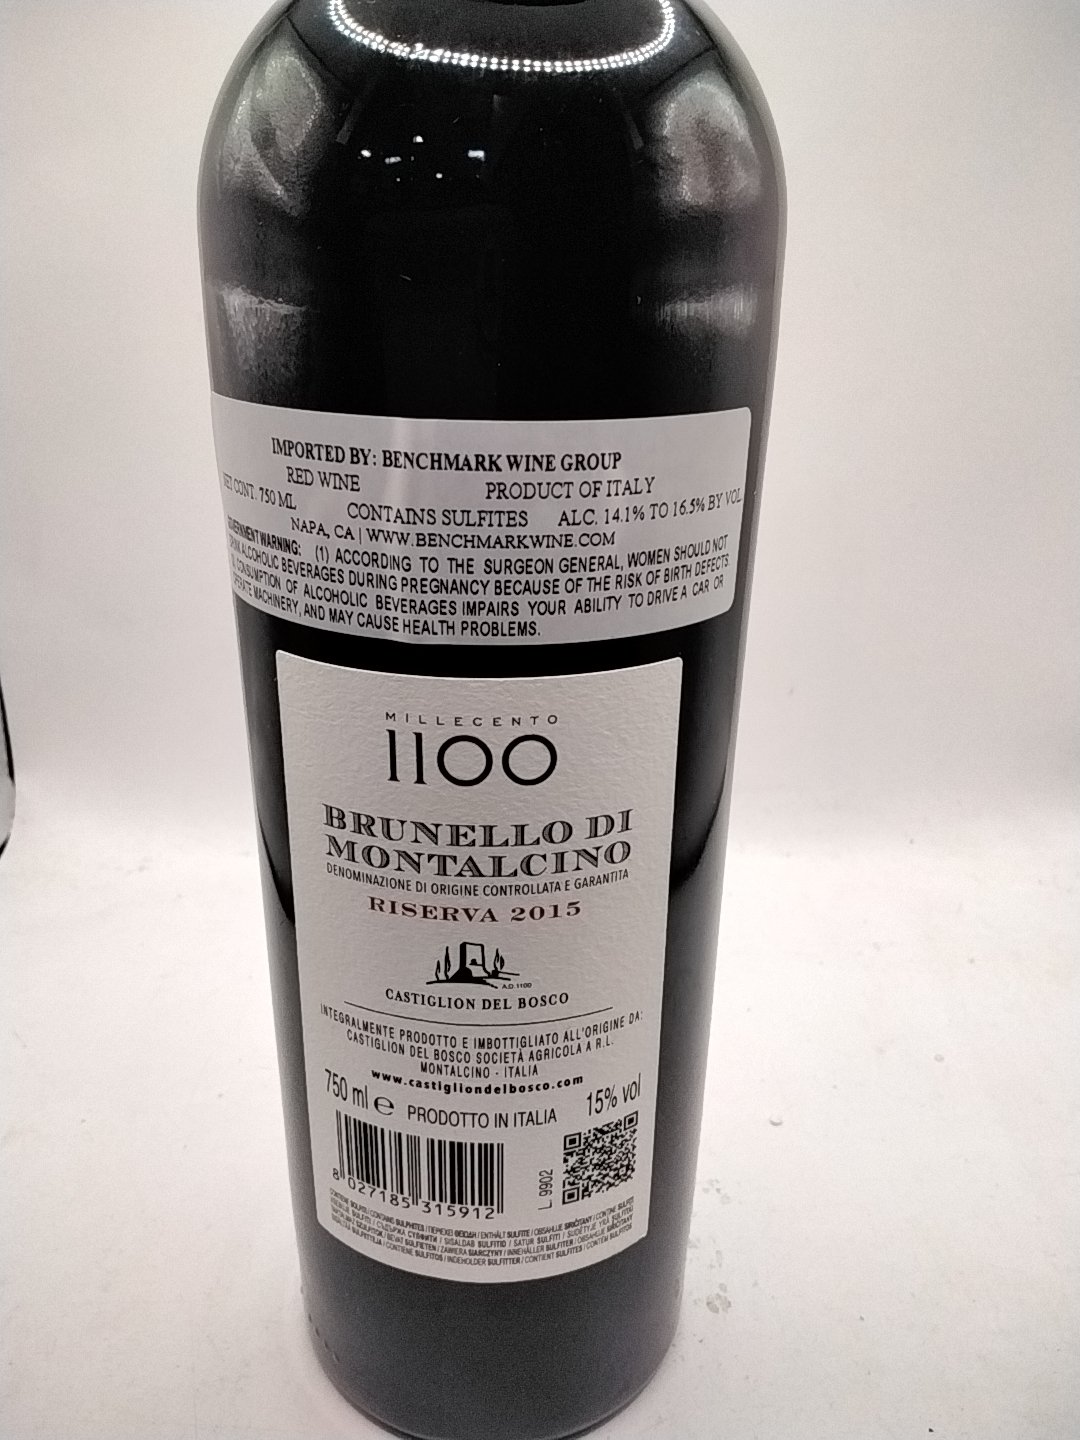 IMPORTED BY: BENCHMARK WINE GROUP
RED WINE PRODUCT OF ITALY
NET CONT. 750 ML CONTAINS SULFITES ALC. 14.1% TO 16.5% BY VOL
NAPA, CA | WWW.BENCHMARKWINE.COM
GOVERNMENT WARNING: (1) ACCORDING TO THE SURGEON GENERAL, WOMEN SHOULD NOT
DRINK ALCOHOLIC BEVERAGES DURING PREGNANCY BECAUSE OF THE RISK OF BIRTH DEFECTS.
CONSUMPTION OF ALCOHOLIC BEVERAGES IMPAIRS YOUR ABILITY TO DRIVE A CAR OR
OPERATE MACHINERY, AND MAY CAUSE HEALTH PROBLEMS.
MILLECENTO
1100
BRUNELLO DI
MONTALCINO
DENOMINAZIONE DI ORIGINE CONTROLLATA E GARANTITA
RISERVA 2015
A.D. 1100
CASTIGLION DEL BOSCO
INTEGRALMENTE PRODOTTO E IMBOTTIGLIATO ALL'ORIGINE DA:
CASTIGLION DEL BOSCO SOCIETÀ AGRICOLA A R.L.
MONTALCINO - ITALIA
www.castigliondelbosco.com
750 ml e PRODOTTO IN ITALIA 15% vol
L 9902
8 027185 315912